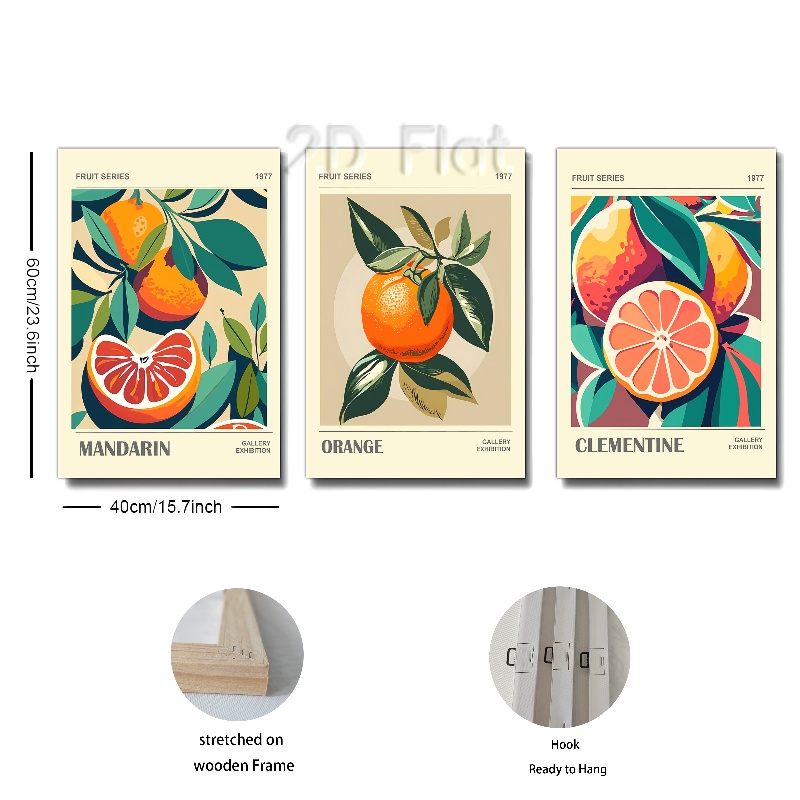 2D Flat
FRUIT SERIES 1977
FRUIT SERIES 1977
FRUIT SERIES 1977
60cm/23.6inch
MANDARIN
GALLERY
EXHIBITION
ORANGE
GALLERY
EXHIBITION
CLEMENTINE
GALLERY
EXHIBITION
40cm/15.7inch
stretched on
wooden Frame
Hook
Ready to Hang